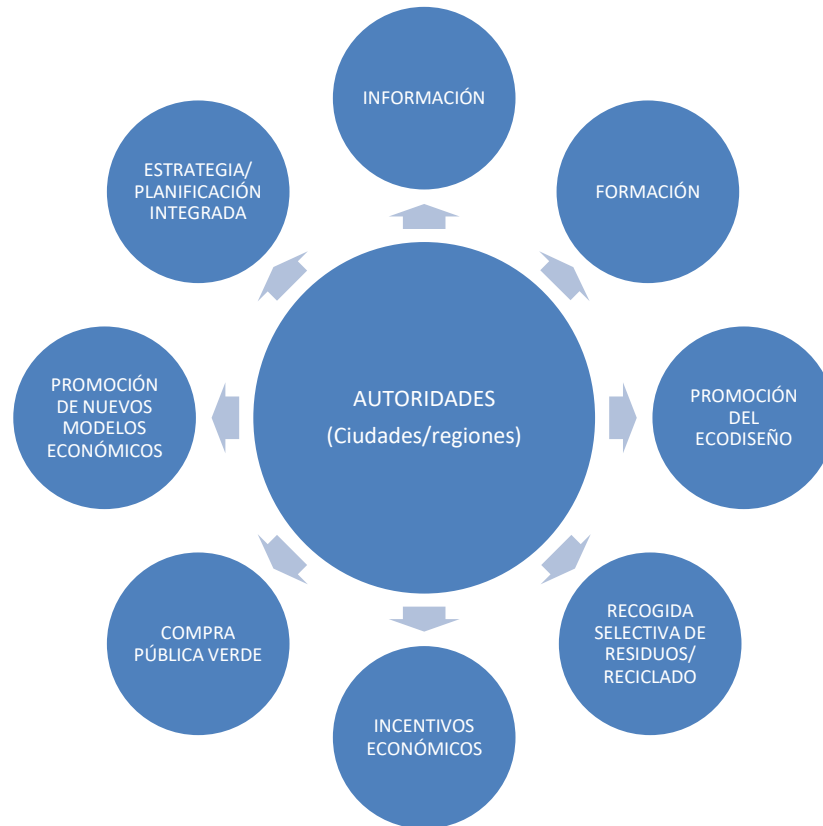 INFORMACIÓN
FORMACIÓN
PROMOCIÓN
DEL
ECODISEÑO
RECOGIDA
SELECTIVA DE
RESIDUOS/
RECICLADO
INCENTIVOS
ECONÓMICOS
COMPRA
PÚBLICA VERDE
PROMOCIÓN
DE NUEVOS
MODELOS
ECONÓMICOS
ESTRATEGIA/
PLANIFICACIÓN
INTEGRADA
AUTORIDADES
(Ciudades/regiones)